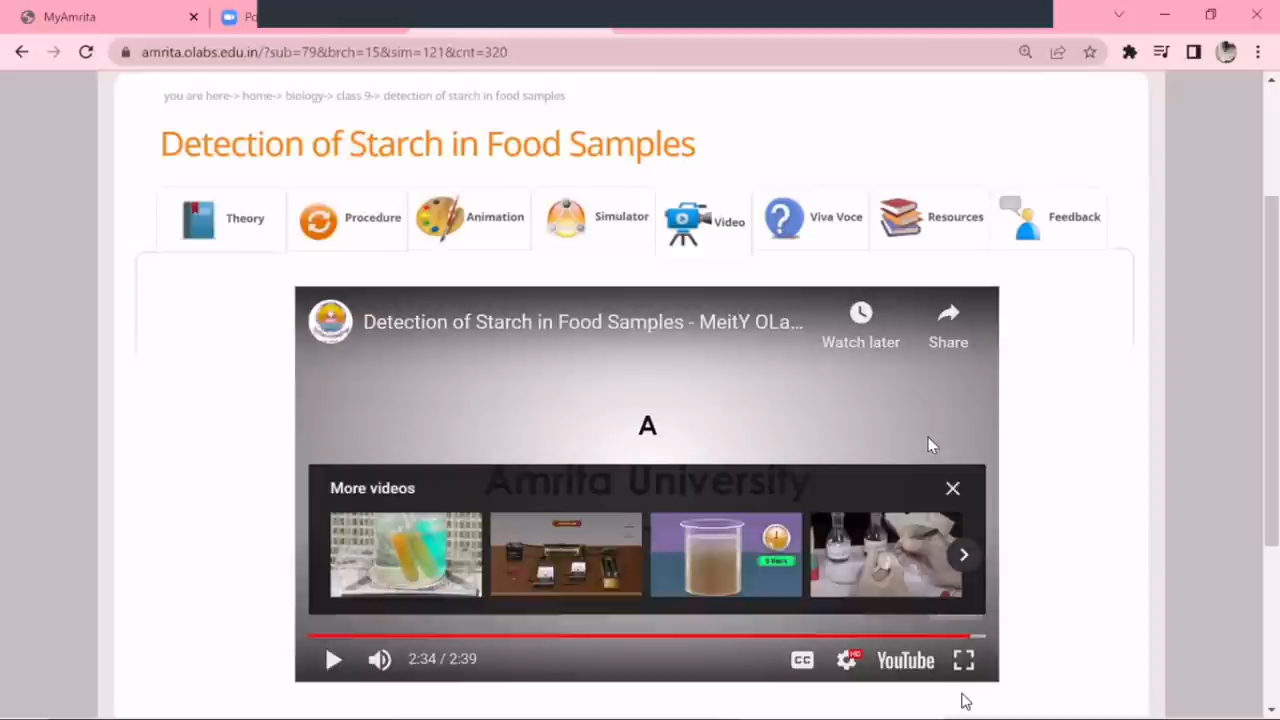 MyAmrita
Po
amrita.olabs.edu.in/?sub=79&brch=15&sim=121&cnt=320
you are here-> home-> biology-> class 9-> detection of starch in food samples
Detection of Starch in Food Samples
Theory
Procedure
Animation
Simulator
Video
Viva Voce
Resources
Feedback
Detection of Starch in Food Samples - MeitY OLa...
Watch later
Share
A
Amrita University
More videos
2:34 / 2:39
CC
HD
YouTube